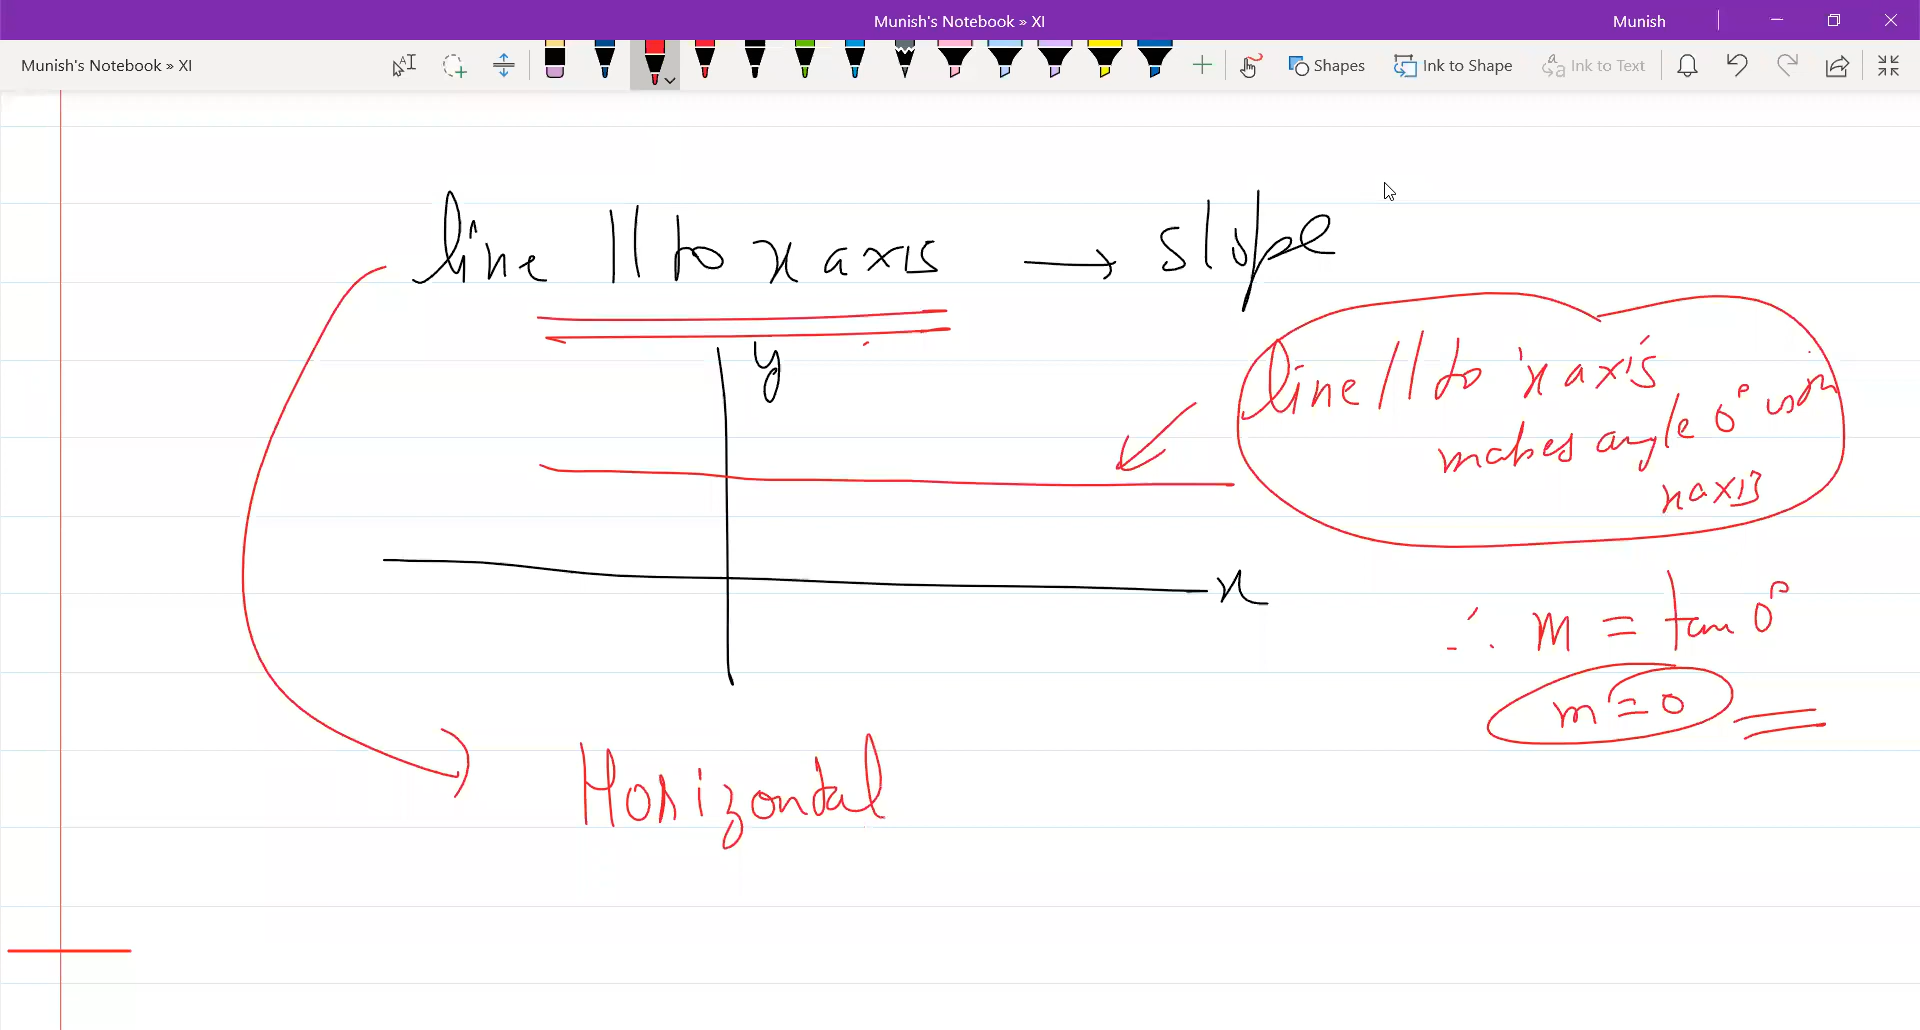 Munish's Notebook » XI
Munish
Munish's Notebook » XI
Shapes
Ink to Shape
Ink to Text
line || to x axis → slope
y
line // to x axis
makes angle 0° with
x axis
x
∴ m = tan 0°
m = 0
Horizontal